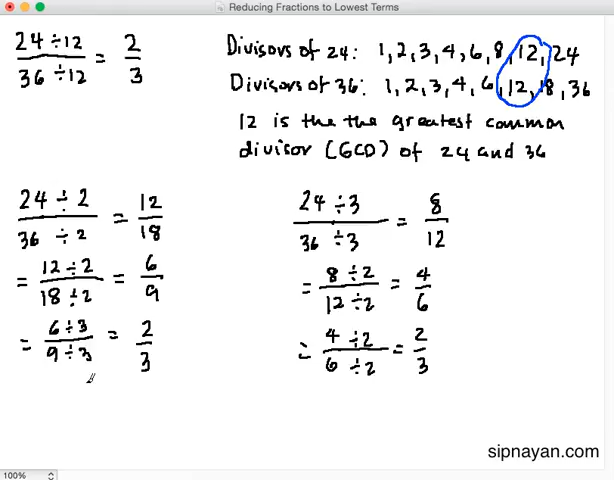 Reducing Fractions to Lowest Terms
24 ÷12 / 36 ÷12 = 2/3
Divisors of 24: 1, 2, 3, 4, 6, 8, 12, 24
Divisors of 36: 1, 2, 3, 4, 6, 12, 18, 36
12 is the the greatest common
divisor (GCD) of 24 and 36
24 ÷ 2 / 36 ÷ 2 = 12/18
= 12 ÷ 2 / 18 ÷ 2 = 6/9
= 6 ÷ 3 / 9 ÷ 3 = 2/3
24 ÷ 3 / 36 ÷ 3 = 8/12
= 8 ÷ 2 / 12 ÷ 2 = 4/6
= 4 ÷ 2 / 6 ÷ 2 = 2/3
sipnayan.com
100%